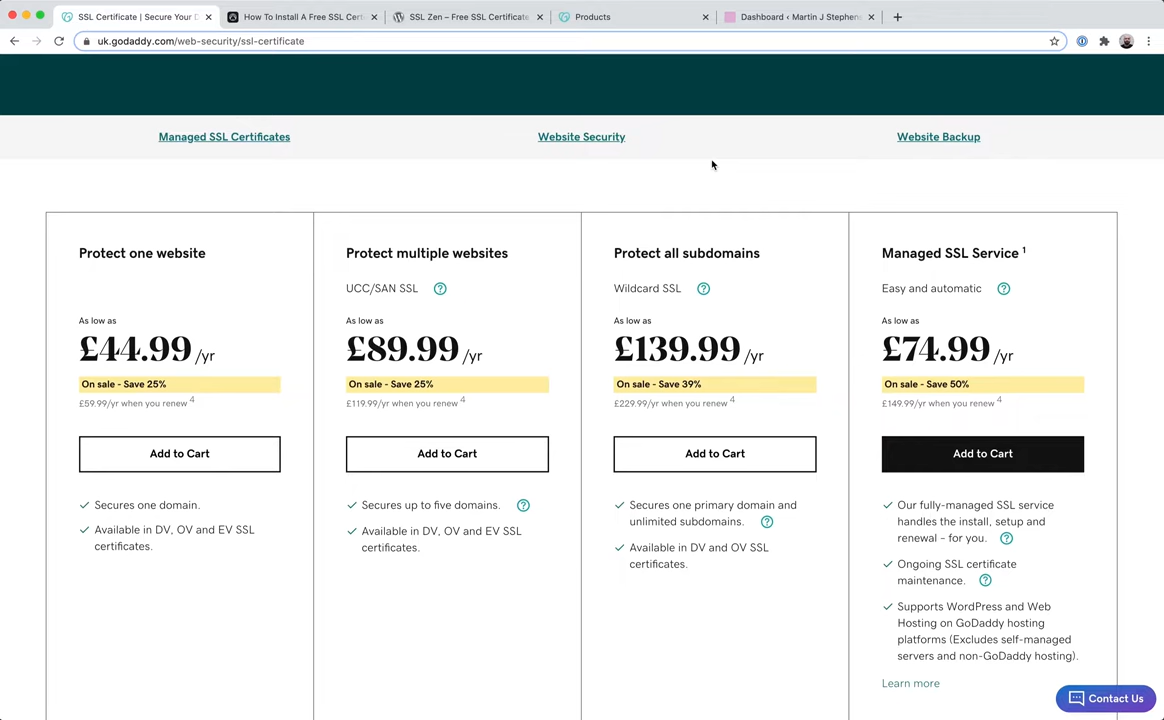 SSL Certificate | Secure Your D
How To Install A Free SSL Cert
SSL Zen – Free SSL Certificate
Products
Dashboard ‹ Martin J Stephens
uk.godaddy.com/web-security/ssl-certificate
Managed SSL Certificates
Website Security
Website Backup
Protect one website
As low as
£44.99 /yr
On sale - Save 25%
£59.99/yr when you renew 4
Add to Cart
Secures one domain.
Available in DV, OV and EV SSL
certificates.
Protect multiple websites
UCC/SAN SSL ?
As low as
£89.99 /yr
On sale - Save 25%
£119.99/yr when you renew 4
Add to Cart
Secures up to five domains. ?
Available in DV, OV and EV SSL
certificates.
Protect all subdomains
Wildcard SSL ?
As low as
£139.99 /yr
On sale - Save 39%
£229.99/yr when you renew 4
Add to Cart
Secures one primary domain and
unlimited subdomains. ?
Available in DV and OV SSL
certificates.
Managed SSL Service 1
Easy and automatic ?
As low as
£74.99 /yr
On sale - Save 50%
£149.99/yr when you renew 4
Add to Cart
Our fully-managed SSL service
handles the install, setup and
renewal – for you. ?
Ongoing SSL certificate
maintenance. ?
Supports WordPress and Web
Hosting on GoDaddy hosting
platforms (Excludes self-managed
servers and non-GoDaddy hosting).
Learn more
Contact Us